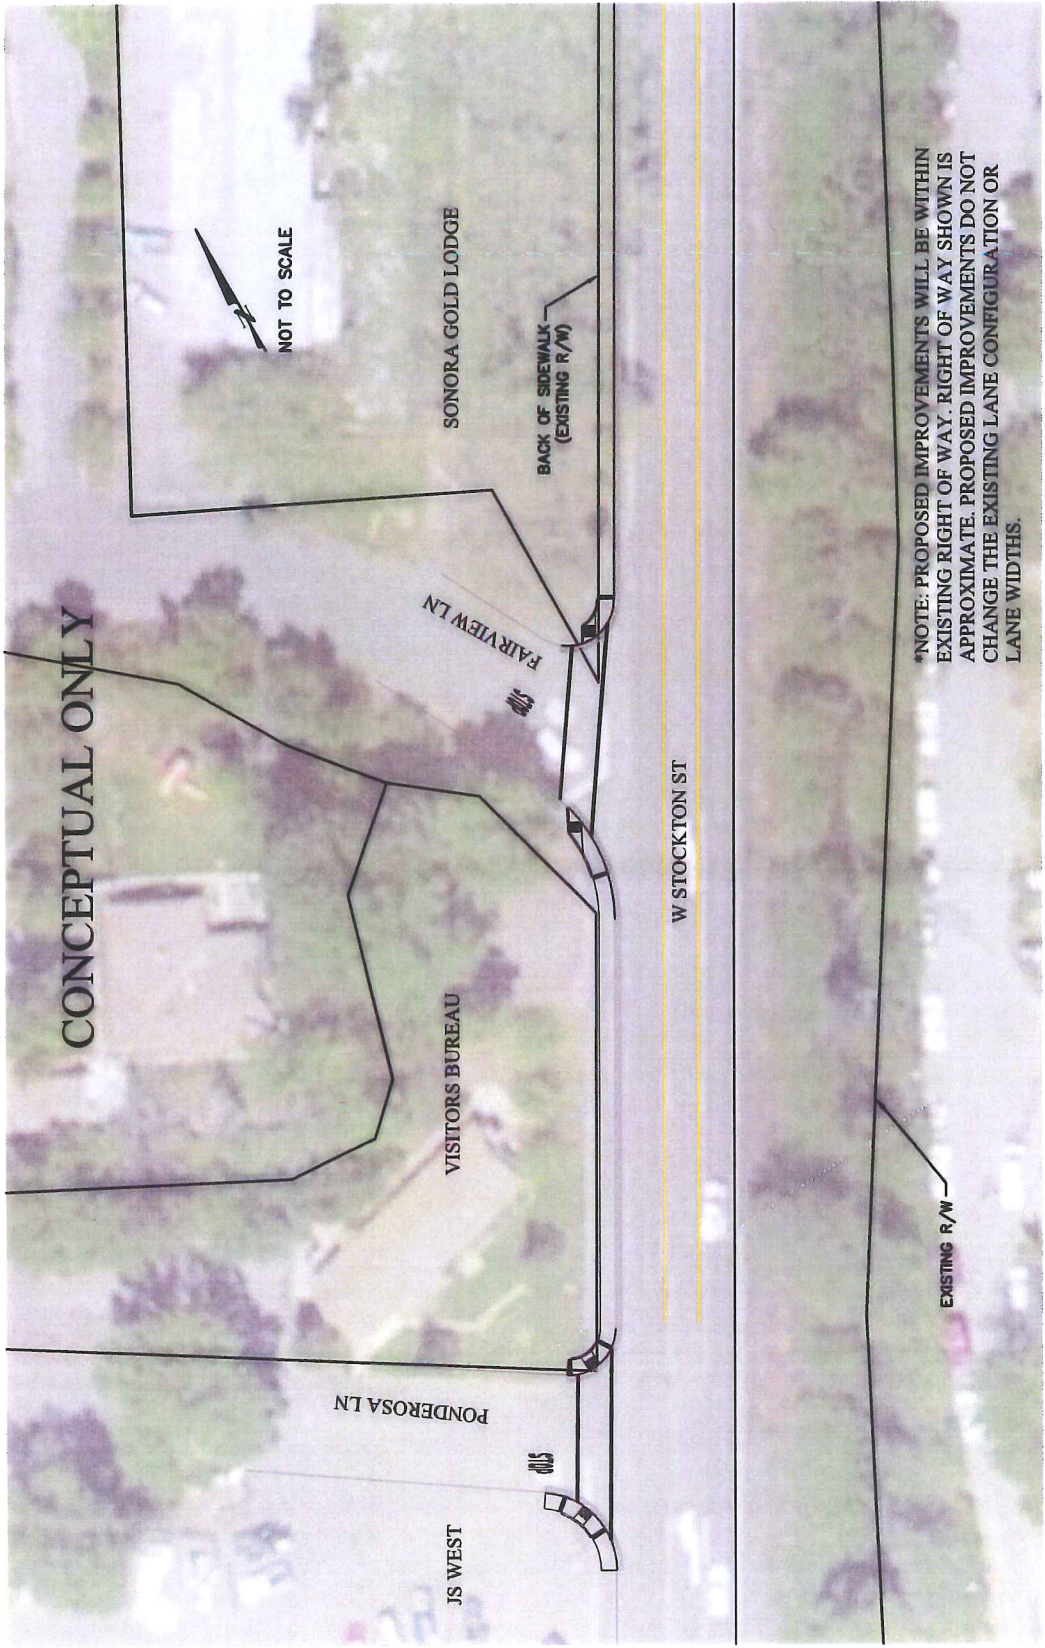 CONCEPTUAL ONLY
NOT TO SCALE
SONORA GOLD LODGE
BACK OF SIDEWALK
(EXISTING R/W)
FAIRVIEW LN
STOP
W STOCKTON ST
VISITORS BUREAU
PONDEROSA LN
STOP
JS WEST
EXISTING R/W
*NOTE: PROPOSED IMPROVEMENTS WILL BE WITHIN
EXISTING RIGHT OF WAY. RIGHT OF WAY SHOWN IS
APPROXIMATE. PROPOSED IMPROVEMENTS DO NOT
CHANGE THE EXISTING LANE CONFIGURATION OR
LANE WIDTHS.